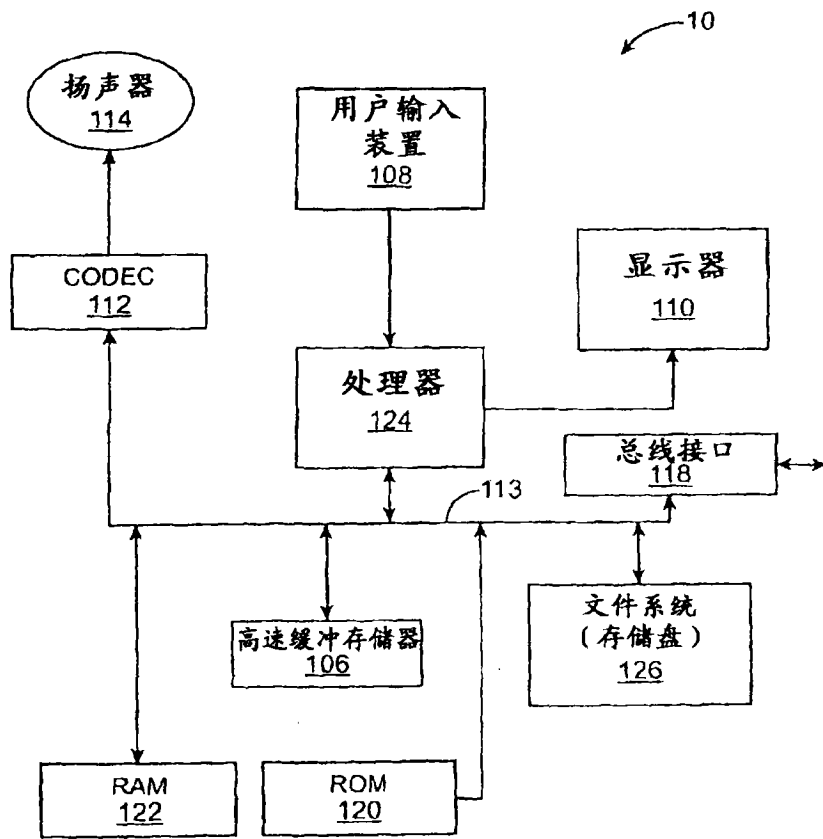 10
扬声器
114
用户输入
装置
108
CODEC
112
显示器
110
处理器
124
总线接口
118
113
高速缓冲存储器
106
文件系统
(存储盘)
126
RAM
122
ROM
120